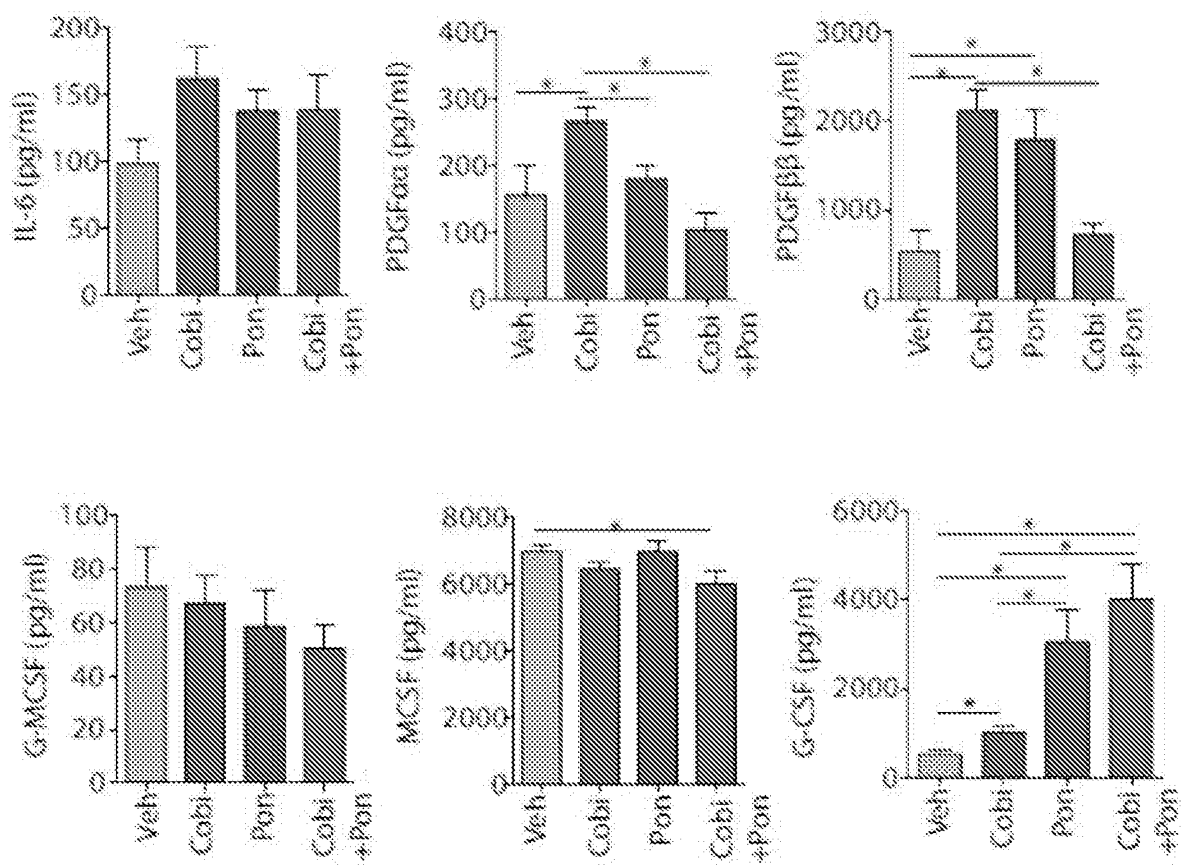 200
150
100
50
0
IL-6 (pg/ml)
Veh
Cobi
Pon
Cobi
+Pon
400
300
200
100
0
PDGFαα (pg/ml)
*
*
*
Veh
Cobi
Pon
Cobi
+Pon
3000
2000
1000
0
PDGFββ (pg/ml)
*
*
*
Veh
Cobi
Pon
Cobi
+Pon
100
80
60
40
20
0
G-MCSF (pg/ml)
Veh
Cobi
Pon
Cobi
+Pon
8000
6000
4000
2000
0
MCSF (pg/ml)
*
Veh
Cobi
Pon
Cobi
+Pon
6000
4000
2000
0
G-CSF (pg/ml)
*
*
*
*
*
Veh
Cobi
Pon
Cobi
+Pon